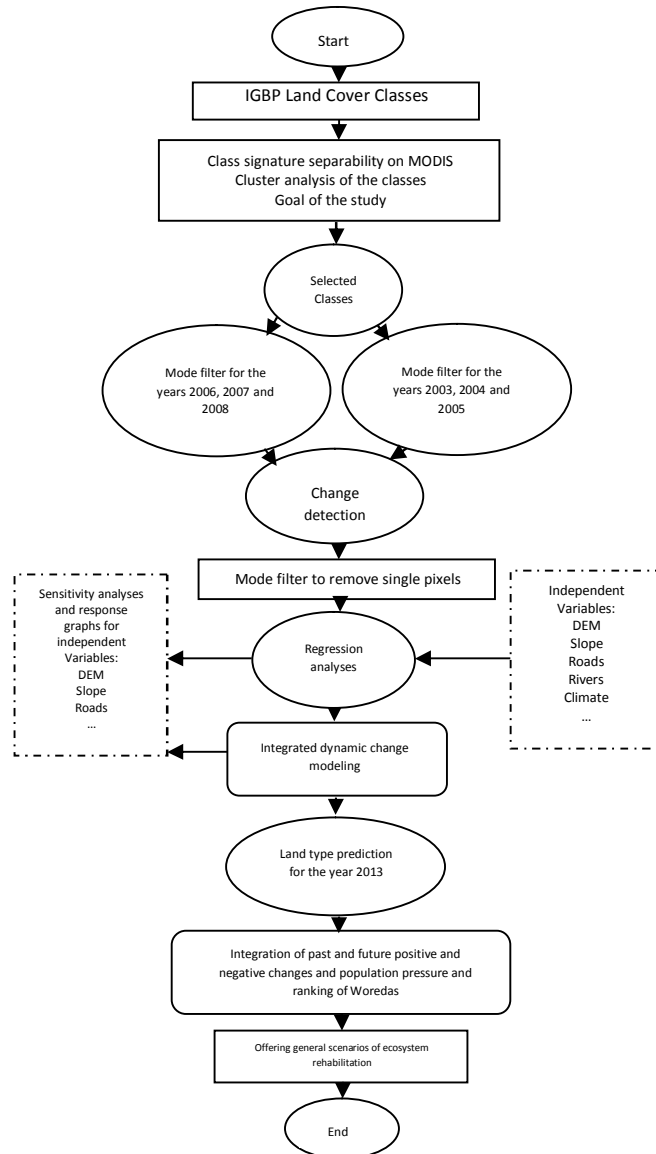 Start
IGBP Land Cover Classes
Class signature separability on MODIS
Cluster analysis of the classes
Goal of the study
Selected
Classes
Mode filter for the
years 2006, 2007 and
2008
Mode filter for the
years 2003, 2004 and
2005
Change
detection
Mode filter to remove single pixels
Sensitivity analyses
and response
graphs for
independent
Variables:
DEM
Slope
Roads
…
Regression
analyses
Independent
Variables:
DEM
Slope
Roads
Rivers
Climate
…
Integrated dynamic change
modeling
Land type prediction
for the year 2013
Integration of past and future positive and
negative changes and population pressure and
ranking of Woredas
Offering general scenarios of ecosystem
rehabilitation
End